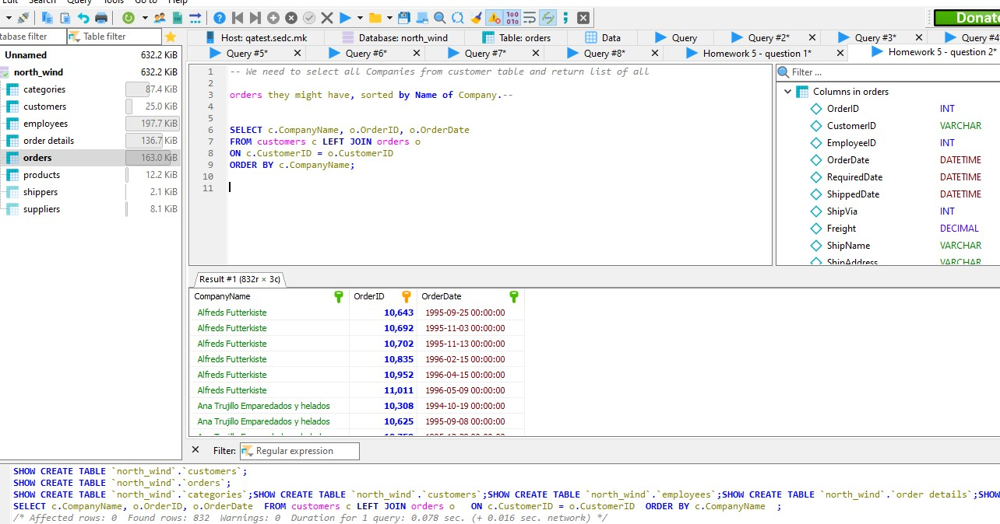 Edit Search Query Tools Go to Help
Donate
tabase filter Table filter
Host: qatest.sedc.mk Database: north_wind Table: orders Data Query Query #2* Query #3* Query #4
Query #5* Query #6* Query #7* Query #8* Homework 5 - question 1* Homework 5 - question 2*
Unnamed 632.2 KiB
north_wind 632.2 KiB
categories 87.4 KiB
customers 25.0 KiB
employees 197.7 KiB
order details 136.7 KiB
orders 163.0 KiB
products 12.2 KiB
shippers 2.1 KiB
suppliers 8.1 KiB
1 -- We need to select all Companies from customer table and return list of all
2
3 orders they might have, sorted by Name of Company.--
4
5
6 SELECT c.CompanyName, o.OrderID, o.OrderDate
7 FROM customers c LEFT JOIN orders o
8 ON c.CustomerID = o.CustomerID
9 ORDER BY c.CompanyName;
10
11
Filter ...
Columns in orders
OrderID INT
CustomerID VARCHAR
EmployeeID INT
OrderDate DATETIME
RequiredDate DATETIME
ShippedDate DATETIME
ShipVia INT
Freight DECIMAL
ShipName VARCHAR
ShipAddress VARCHAR
Result #1 (832r × 3c)
CompanyName OrderID OrderDate
Alfreds Futterkiste 10,643 1995-09-25 00:00:00
Alfreds Futterkiste 10,692 1995-11-03 00:00:00
Alfreds Futterkiste 10,702 1995-11-13 00:00:00
Alfreds Futterkiste 10,835 1996-02-15 00:00:00
Alfreds Futterkiste 10,952 1996-04-15 00:00:00
Alfreds Futterkiste 11,011 1996-05-09 00:00:00
Ana Trujillo Emparedados y helados 10,308 1994-10-19 00:00:00
Ana Trujillo Emparedados y helados 10,625 1995-09-08 00:00:00
Filter: Regular expression
SHOW CREATE TABLE `north_wind`.`customers`;
SHOW CREATE TABLE `north_wind`.`orders`;
SHOW CREATE TABLE `north_wind`.`categories`;SHOW CREATE TABLE `north_wind`.`customers`;SHOW CREATE TABLE `north_wind`.`employees`;SHOW CREATE TABLE `north_wind`.`order details`;SHOW
SELECT c.CompanyName, o.OrderID, o.OrderDate FROM customers c LEFT JOIN orders o ON c.CustomerID = o.CustomerID ORDER BY c.CompanyName ;
/* Affected rows: 0 Found rows: 832 Warnings: 0 Duration for 1 query: 0.078 sec. (+ 0.016 sec. network) */